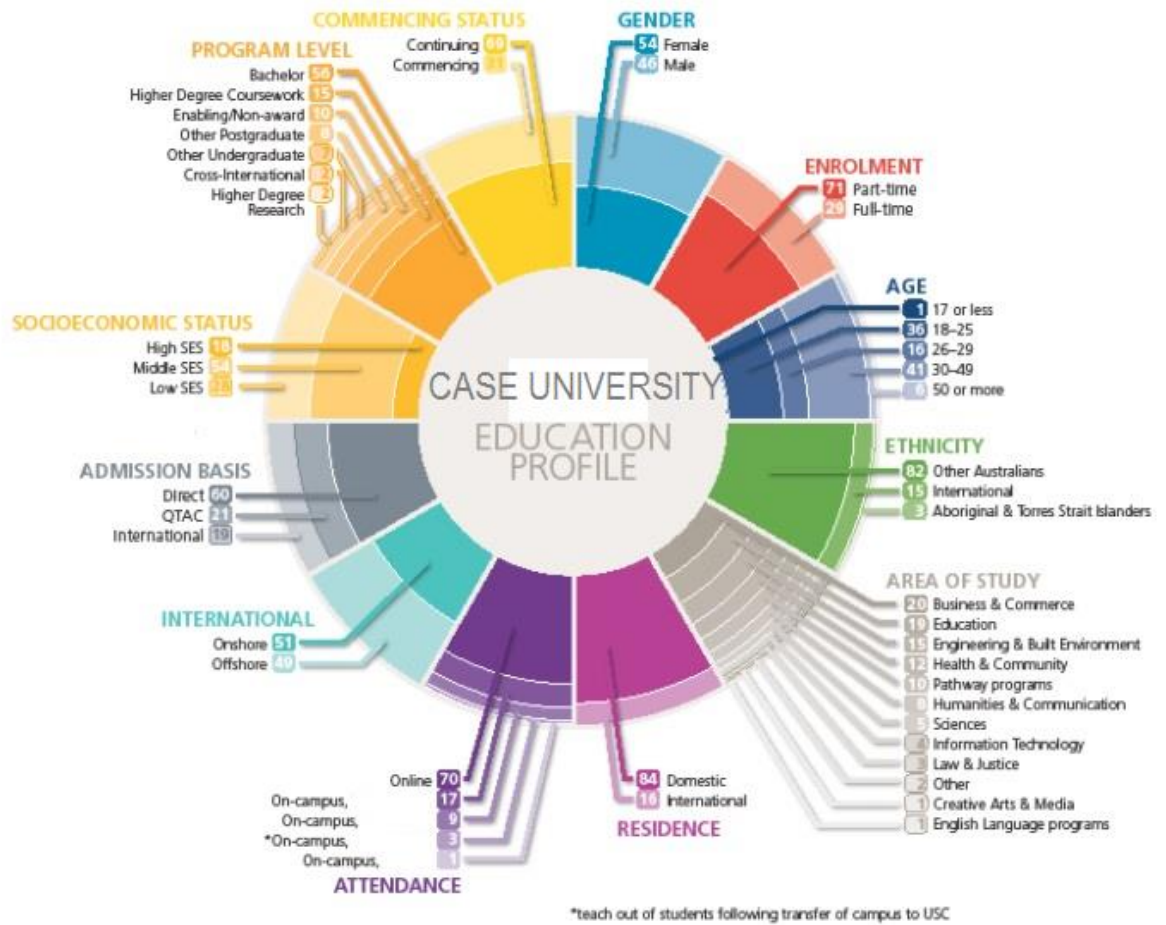 COMMENCING STATUS
Continuing 69
Commencing
GENDER
54 Female
46 Male
PROGRAM LEVEL
Bachelor 56
Higher Degree Coursework 15
Enabling/Non-award 10
Other Postgraduate 8
Other Undergraduate 7
Cross-International 2
Higher Degree 2
Research
ENROLMENT
71 Part-time
29 Full-time
AGE
1 17 or less
36 18–25
16 26–29
41 30–49
6 50 or more
SOCIOECONOMIC STATUS
High SES 18
Middle SES 54
Low SES
CASE UNIVERSITY
EDUCATION
PROFILE
ETHNICITY
82 Other Australians
15 International
3 Aboriginal & Torres Strait Islanders
ADMISSION BASIS
Direct 60
QTAC 21
International 19
INTERNATIONAL
Onshore 51
Offshore 49
AREA OF STUDY
20 Business & Commerce
19 Education
15 Engineering & Built Environment
12 Health & Community
10 Pathway programs
8 Humanities & Communication
5 Sciences
4 Information Technology
3 Law & Justice
2 Other
1 Creative Arts & Media
1 English Language programs
Online 70
On-campus, 17
On-campus, 9
*On-campus, 3
On-campus, 1
ATTENDANCE
84 Domestic
16 International
RESIDENCE
*teach out of students following transfer of campus to USC